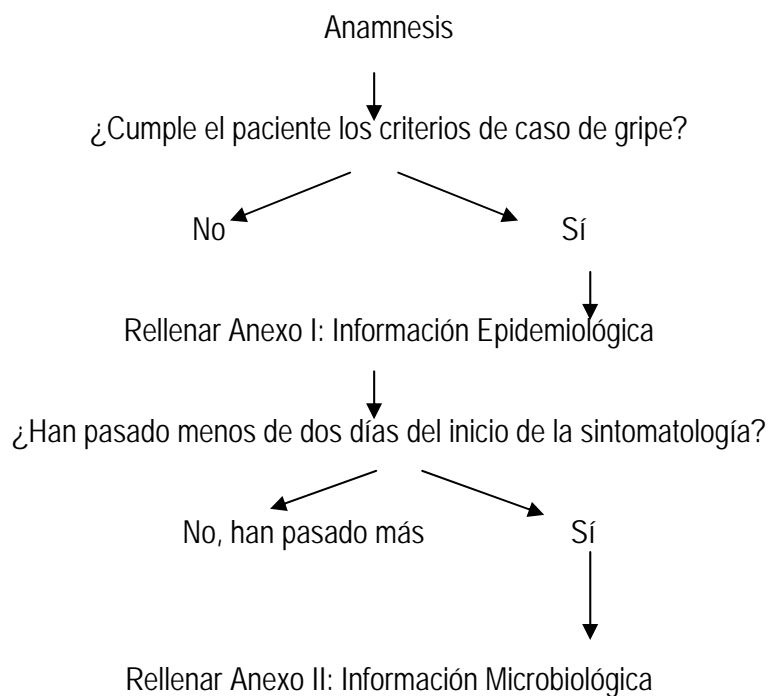 Anamnesis
¿Cumple el paciente los criterios de caso de gripe?
No
Sí
Rellenar Anexo I: Información Epidemiológica
¿Han pasado menos de dos días del inicio de la sintomatología?
No, han pasado más
Sí
Rellenar Anexo II: Información Microbiológica